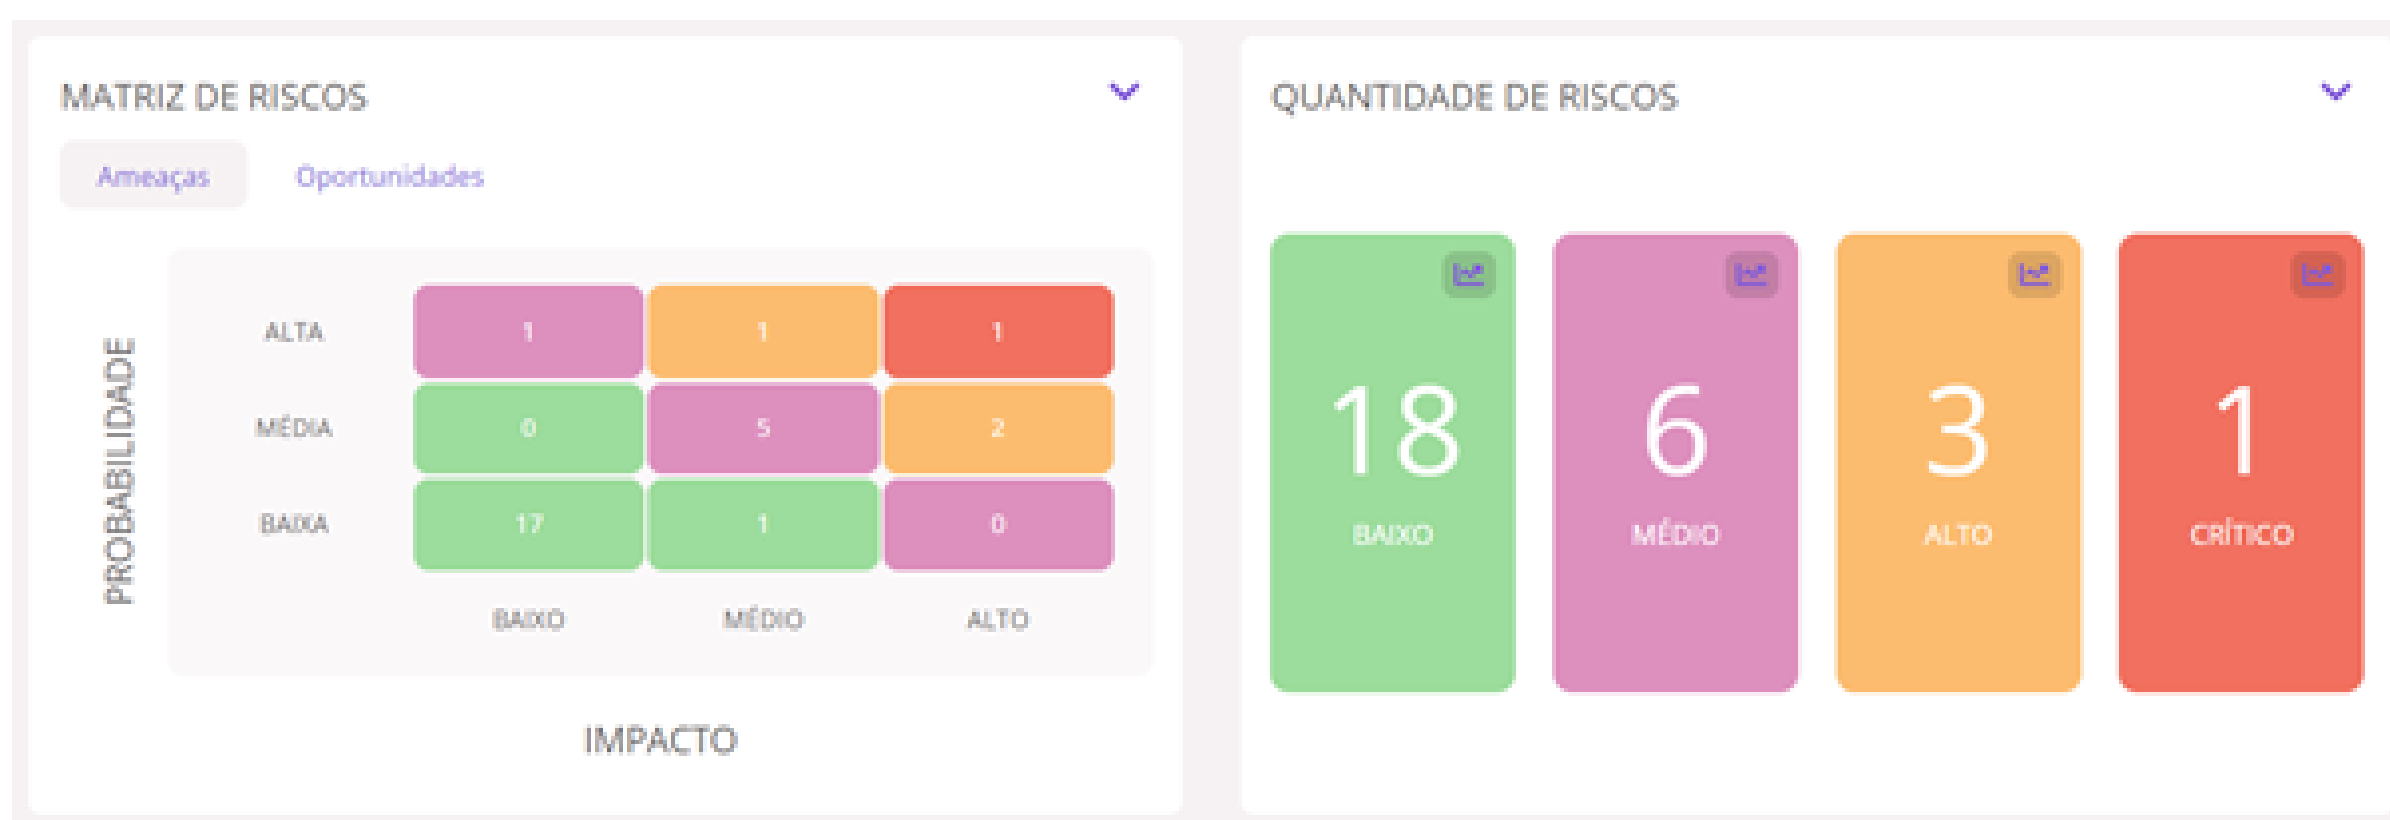 MATRIZ DE RISCOS
Ameaças Oportunidades
PROBABILIDADE
ALTA 1 1 1
MÉDIA 0 5 2
BAIXA 17 1 0
BAIXO MÉDIO ALTO
IMPACTO
QUANTIDADE DE RISCOS
18 6 3 1
BAIXO MÉDIO ALTO CRÍTICO